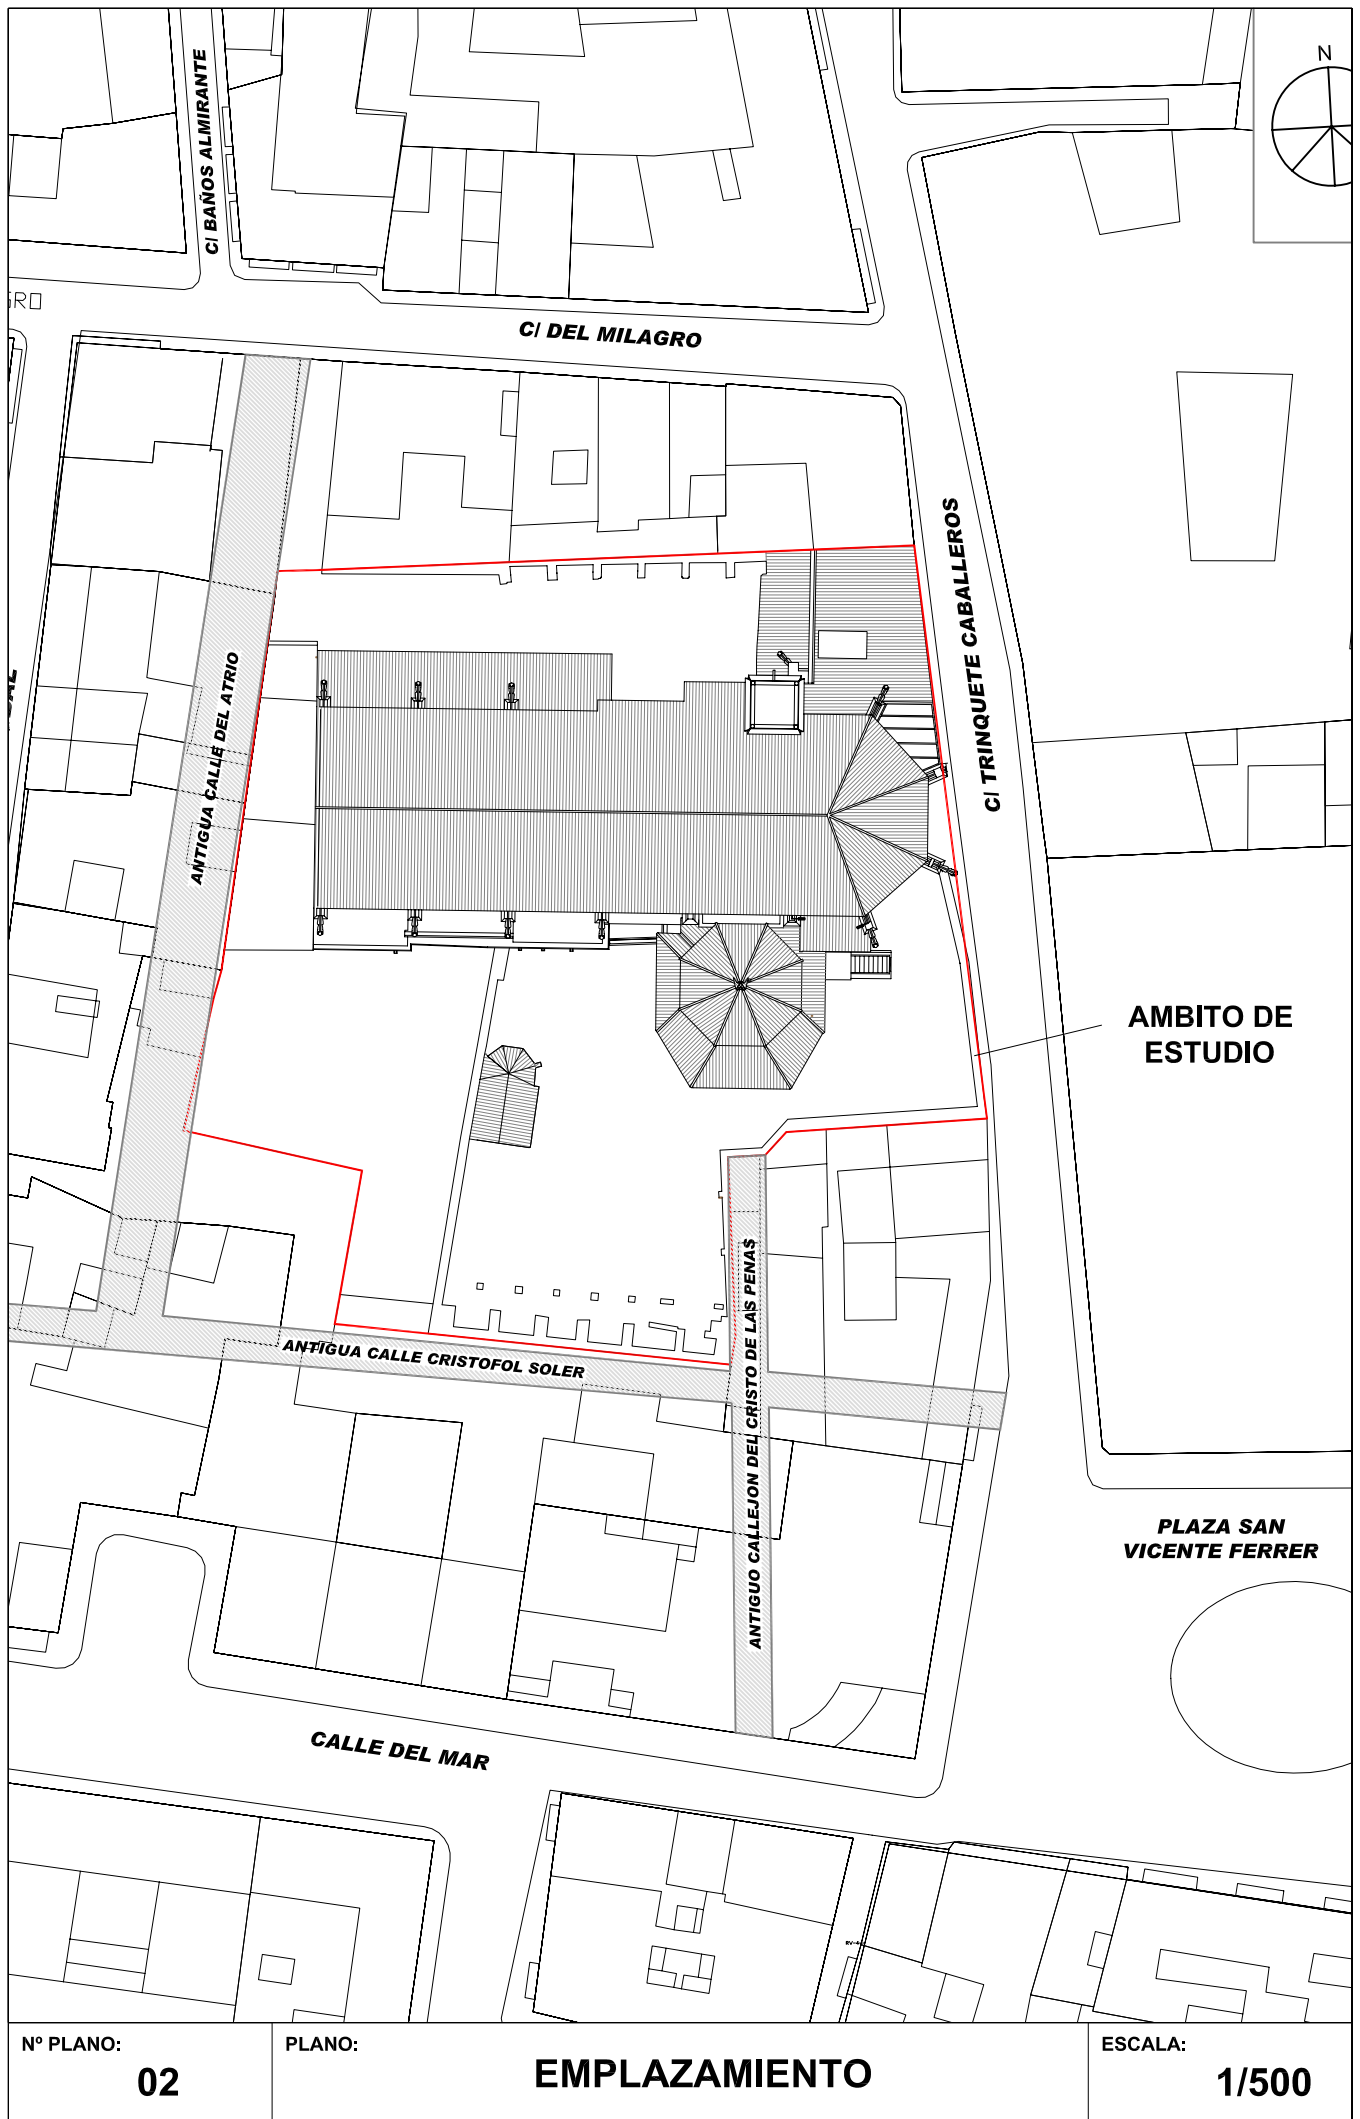 N
C/ BAÑOS ALMIRANTE
C/ DEL MILAGRO
C/ TRINQUETE CABALLEROS
ANTIGUA CALLE DEL ATRIO
AMBITO DE
ESTUDIO
ANTIGUA CALLE CRISTOFOL SOLER
ANTIGUO CALLEJON DEL CRISTO DE LAS PENAS
PLAZA SAN
VICENTE FERRER
CALLE DEL MAR
Nº PLANO:
02
PLANO:
EMPLAZAMIENTO
ESCALA:
1/500